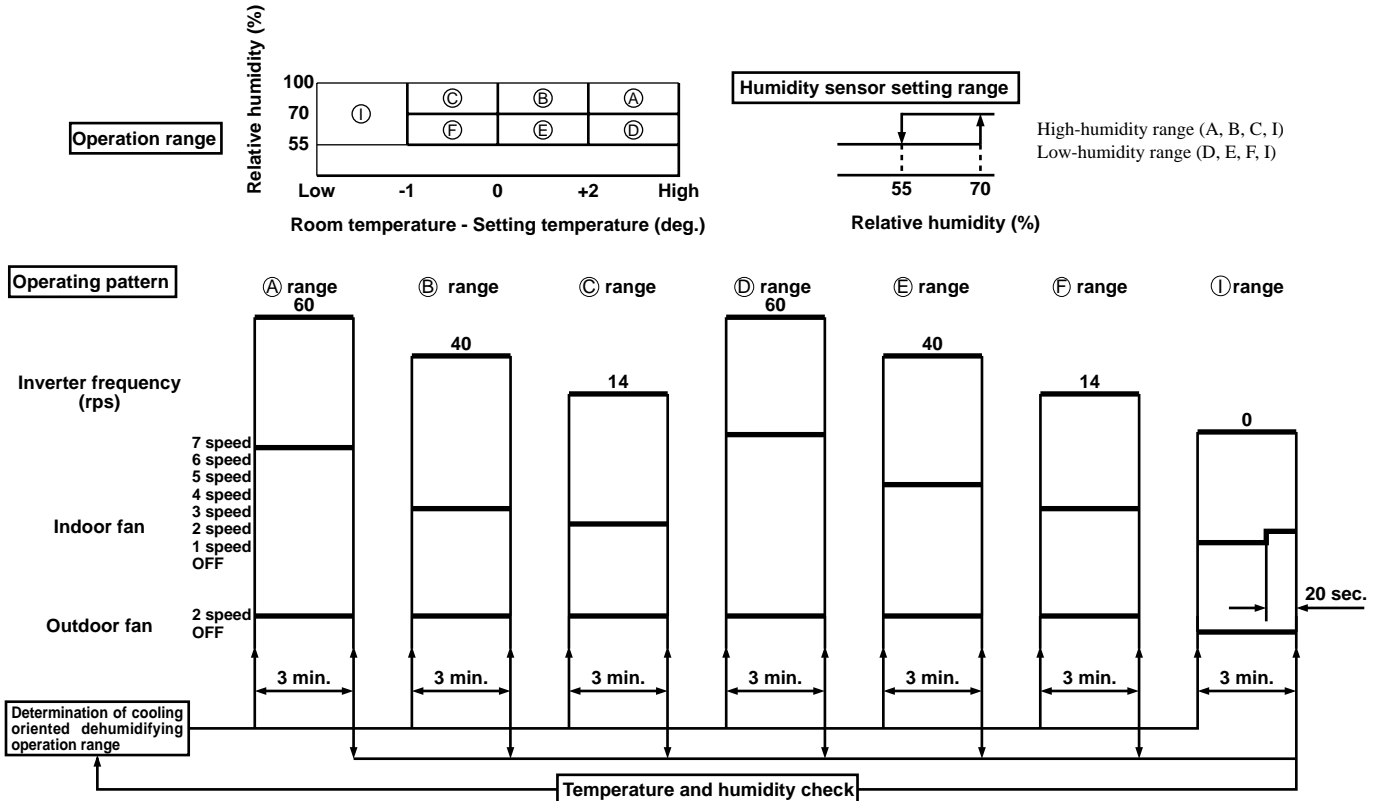 Relative humidity (%)
100
70
55
Ⓘ
Ⓒ
Ⓑ
Ⓐ
Ⓕ
Ⓔ
Ⓓ
Operation range
Low
-1
0
+2
High
Room temperature - Setting temperature (deg.)
Humidity sensor setting range
55
70
Relative humidity (%)
High-humidity range (A, B, C, I)
Low-humidity range (D, E, F, I)
Operating pattern
Ⓐ range
Ⓑ range
Ⓒ range
Ⓓ range
Ⓔ range
Ⓕ range
Ⓘ range
60
40
14
60
40
14
0
Inverter frequency
(rps)
7 speed
6 speed
5 speed
4 speed
3 speed
2 speed
1 speed
OFF
Indoor fan
2 speed
OFF
Outdoor fan
20 sec.
3 min.
3 min.
3 min.
3 min.
3 min.
3 min.
3 min.
Determination of cooling
oriented dehumidifying
operation range
Temperature and humidity check